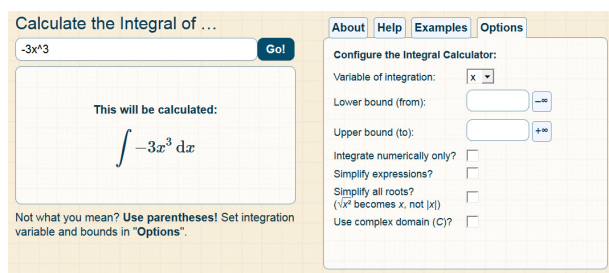 Calculate the Integral of ...
-3x^3
Go!
This will be calculated:
∫ −3x³ dx
Not what you mean? Use parentheses! Set integration
variable and bounds in "Options".
About Help Examples Options
Configure the Integral Calculator:
Variable of integration: x
Lower bound (from): −∞
Upper bound (to): +∞
Integrate numerically only?
Simplify expressions?
Simplify all roots?
(√x² becomes x, not |x|)
Use complex domain (C)?